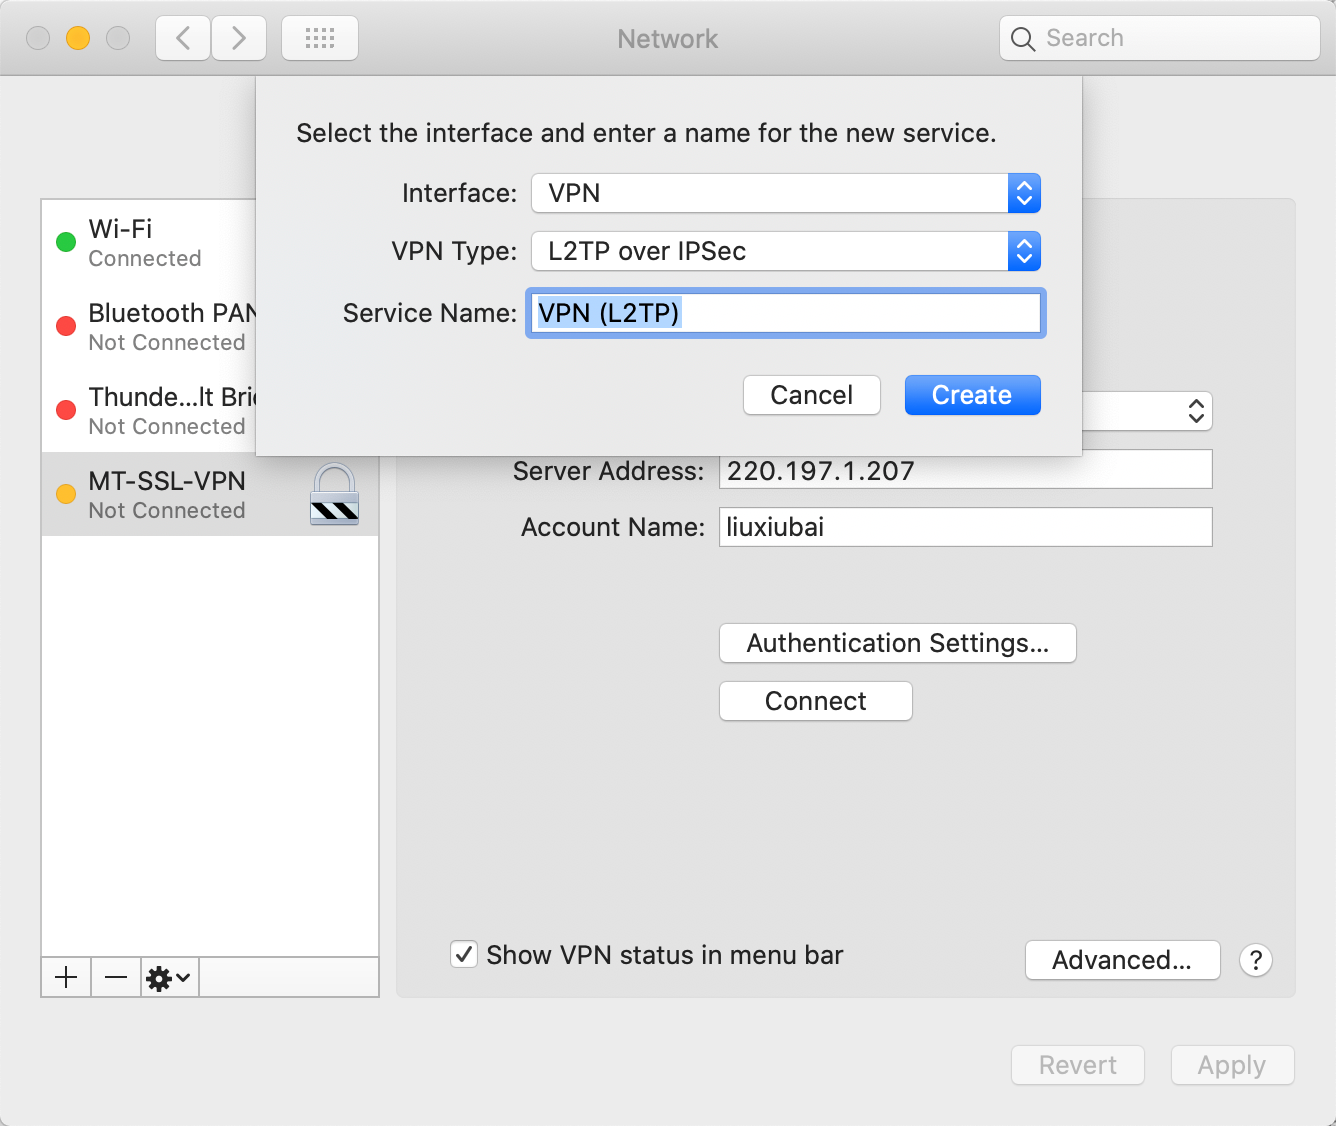 Network
Search
Select the interface and enter a name for the new service.
Interface: VPN
VPN Type: L2TP over IPSec
Service Name: VPN (L2TP)
Cancel
Create
Wi-Fi
Connected
Bluetooth PAN
Not Connected
Thunde...lt Bri
Not Connected
MT-SSL-VPN
Not Connected
Server Address: 220.197.1.207
Account Name: liuxiubai
Authentication Settings...
Connect
Show VPN status in menu bar
Advanced...
?
Revert
Apply